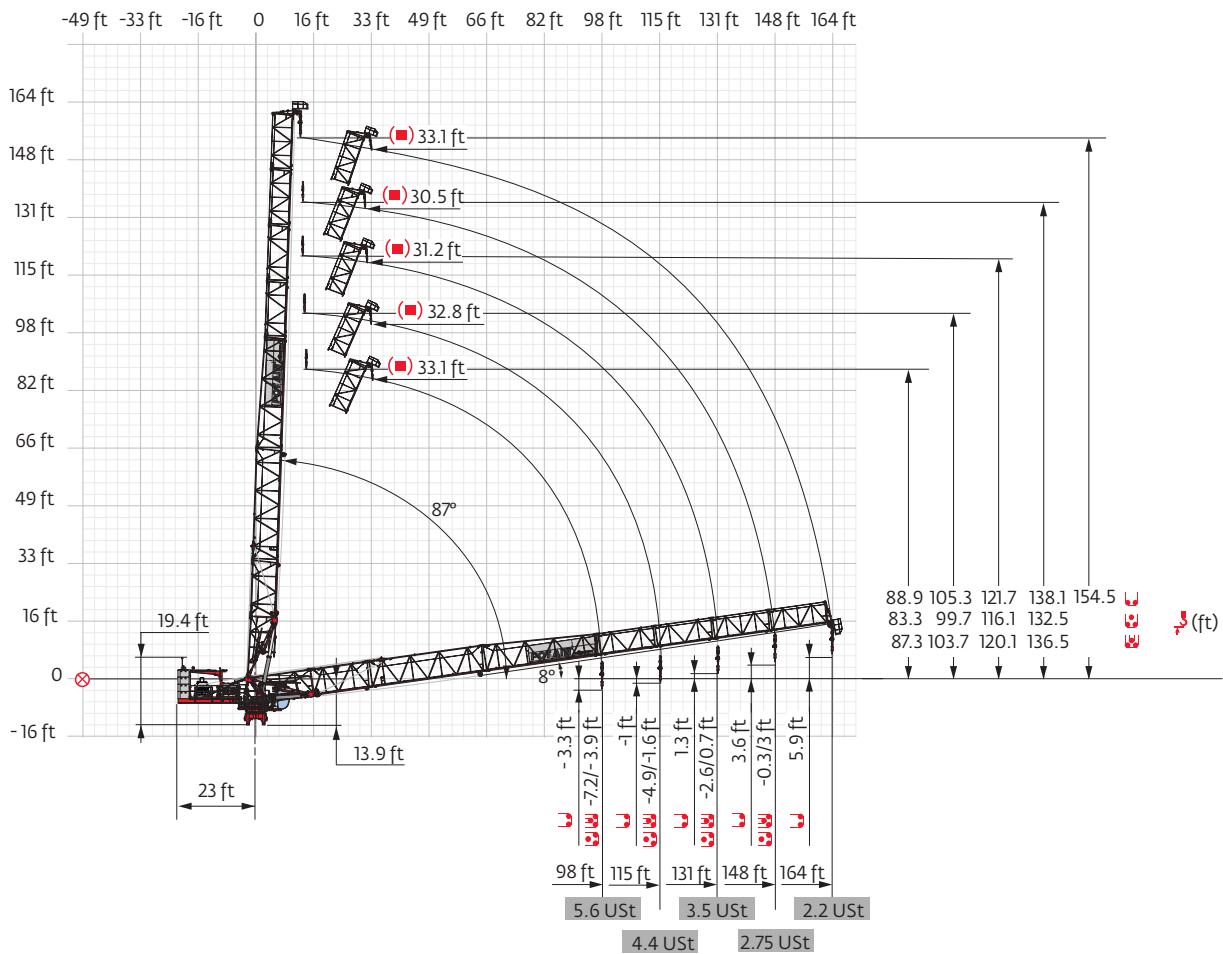 -49 ft -33 ft -16 ft 0 16 ft 33 ft 49 ft 66 ft 82 ft 98 ft 115 ft 131 ft 148 ft 164 ft
164 ft
(■) 33.1 ft
148 ft
(■) 30.5 ft
131 ft
(■) 31.2 ft
115 ft
(■) 32.8 ft
98 ft
(■) 33.1 ft
82 ft
66 ft
49 ft
87°
33 ft
16 ft
88.9 105.3 121.7 138.1 154.5
83.3 99.7 116.1 132.5 (ft)
87.3 103.7 120.1 136.5
19.4 ft
0
8°
-16 ft
13.9 ft
23 ft
- 3.3 ft
-7.2/- 3.9 ft
-1 ft
-4.9/-1.6 ft
1.3 ft
-2.6/0.7 ft
3.6 ft
-0.3/3 ft
5.9 ft
98 ft 115 ft 131 ft 148 ft 164 ft
5.6 USt 3.5 USt 2.2 USt
4.4 USt 2.75 USt